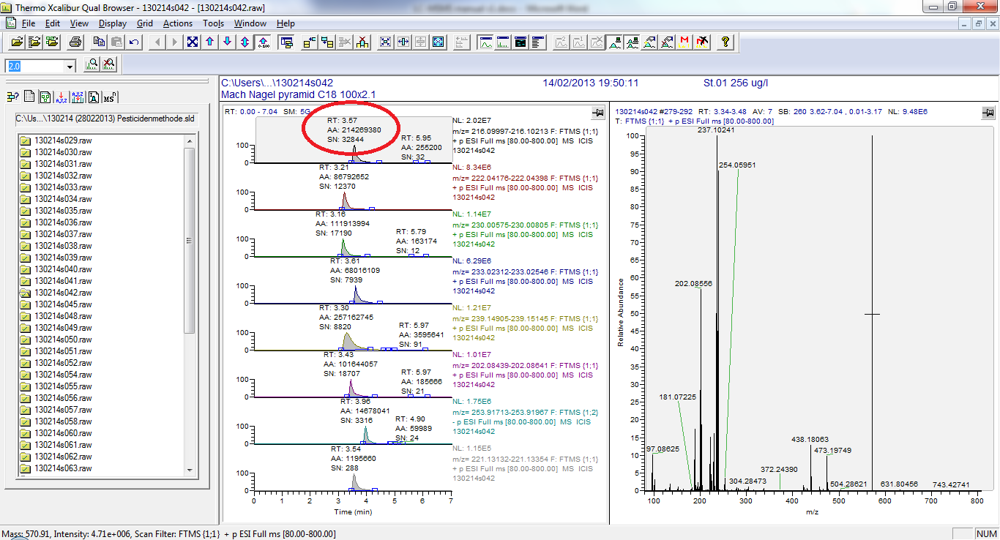 Thermo Xcalibur Qual Browser - 130214s042 - [130214s042.raw]
File Edit View Display Grid Actions Tools Window Help
2.0
C:\Us...\130214 (28022013) Pesticidenmethode.sld
130214s029.raw
130214s030.raw
130214s031.raw
130214s032.raw
130214s033.raw
130214s034.raw
130214s035.raw
130214s036.raw
130214s037.raw
130214s038.raw
130214s039.raw
130214s040.raw
130214s041.raw
130214s042.raw
130214s045.raw
130214s048.raw
130214s049.raw
130214s050.raw
130214s051.raw
130214s052.raw
130214s054.raw
130214s055.raw
130214s056.raw
130214s057.raw
130214s058.raw
130214s060.raw
130214s061.raw
130214s062.raw
130214s063.raw
C:\Users\...\130214s042 14/02/2013 19:50:11 St.01 256 ug/l
Mach Nagel pyramid C18 100x2.1
RT: 0.00 - 7.04 SM: 5G
RT: 3.57
AA: 214269380
SN: 32844
RT: 5.95
AA: 255200
SN: 32
100
0
NL: 2.02E7
m/z= 216.09997-216.10213 F: FTMS {1;1}
+ p ESI Full ms [80.00-800.00] MS ICIS
130214s042
RT: 3.21
AA: 86792652
SN: 12370
100
0
NL: 8.34E6
m/z= 222.04176-222.04398 F: FTMS {1;1}
+ p ESI Full ms [80.00-800.00] MS ICIS
130214s042
RT: 3.16
AA: 111913994
SN: 17190
RT: 5.79
AA: 163174
SN: 12
100
0
NL: 1.14E7
m/z= 230.00575-230.00805 F: FTMS {1;1}
+ p ESI Full ms [80.00-800.00] MS ICIS
130214s042
RT: 3.61
AA: 68016109
SN: 7939
100
0
NL: 6.29E6
m/z= 233.02312-233.02546 F: FTMS {1;1}
+ p ESI Full ms [80.00-800.00] MS ICIS
130214s042
RT: 3.30
AA: 257162745
SN: 8820
RT: 5.97
AA: 3595641
SN: 91
100
0
NL: 1.21E7
m/z= 239.14905-239.15145 F: FTMS {1;1}
+ p ESI Full ms [80.00-800.00] MS ICIS
130214s042
RT: 3.43
AA: 101644057
SN: 18707
RT: 5.97
AA: 185666
SN: 21
100
0
NL: 1.01E7
m/z= 202.08439-202.08641 F: FTMS {1;1}
+ p ESI Full ms [80.00-800.00] MS ICIS
130214s042
RT: 3.96
AA: 14678041
SN: 3316
RT: 4.90
AA: 59989
SN: 24
100
0
NL: 1.75E6
m/z= 253.91713-253.91967 F: FTMS {1;2}
- p ESI Full ms [80.00-800.00] MS ICIS
130214s042
RT: 3.54
AA: 1195660
SN: 288
100
0
NL: 1.15E5
m/z= 221.13132-221.13354 F: FTMS {1;1}
+ p ESI Full ms [80.00-800.00] MS ICIS
130214s042
0 1 2 3 4 5 6 7
Time (min)
130214s042 #279-292 RT: 3.34-3.48 AV: 7 SB: 260 3.62-7.04 , 0.01-3.17 NL: 9.48E6
T: FTMS {1;1} + p ESI Full ms [80.00-800.00]
237.10241
254.05951
202.08556
181.07225
97.08625
438.18063
473.19749
372.24390
304.28473
504.28621
631.80456
743.42741
100
95
90
85
80
75
70
65
60
55
50
45
40
35
30
25
20
15
10
5
0
Relative Abundance
100 200 300 400 500 600 700 800
m/z
Mass: 570.91, Intensity: 4.71e+006, Scan Filter: FTMS {1;1} + p ESI Full ms [80.00-800.00]
NUM